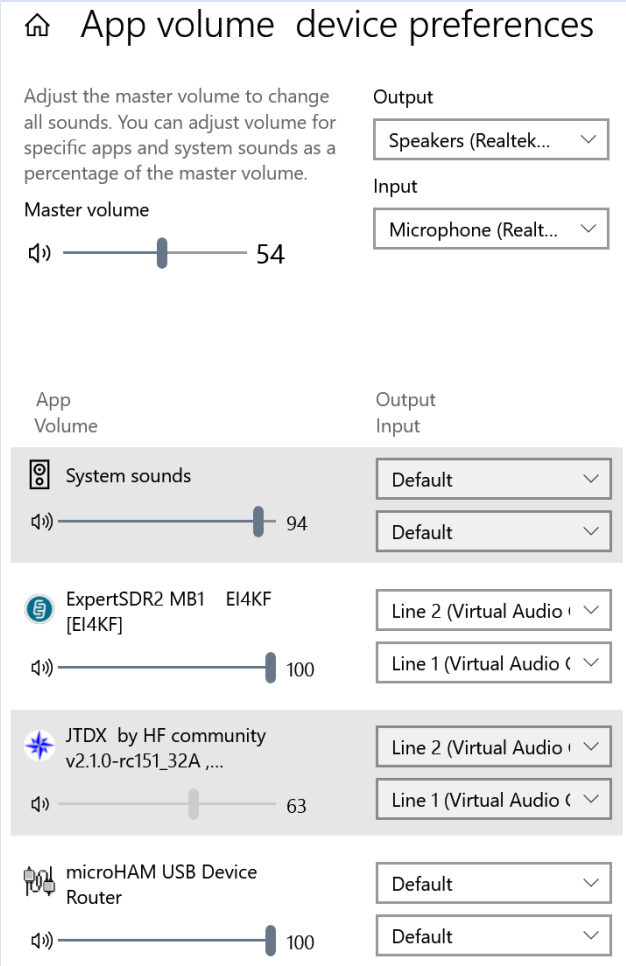 App volume  device preferences
Adjust the master volume to change
all sounds. You can adjust volume for
specific apps and system sounds as a
percentage of the master volume.
Master volume
54
Output
Speakers (Realtek...
Input
Microphone (Realt...
App
Volume
Output
Input
System sounds
94
Default
Default
ExpertSDR2 MB1    EI4KF
[EI4KF]
100
Line 2 (Virtual Audio (
Line 1 (Virtual Audio C
JTDX  by HF community
v2.1.0-rc151_32A ,...
63
Line 2 (Virtual Audio (
Line 1 (Virtual Audio C
microHAM USB Device
Router
100
Default
Default